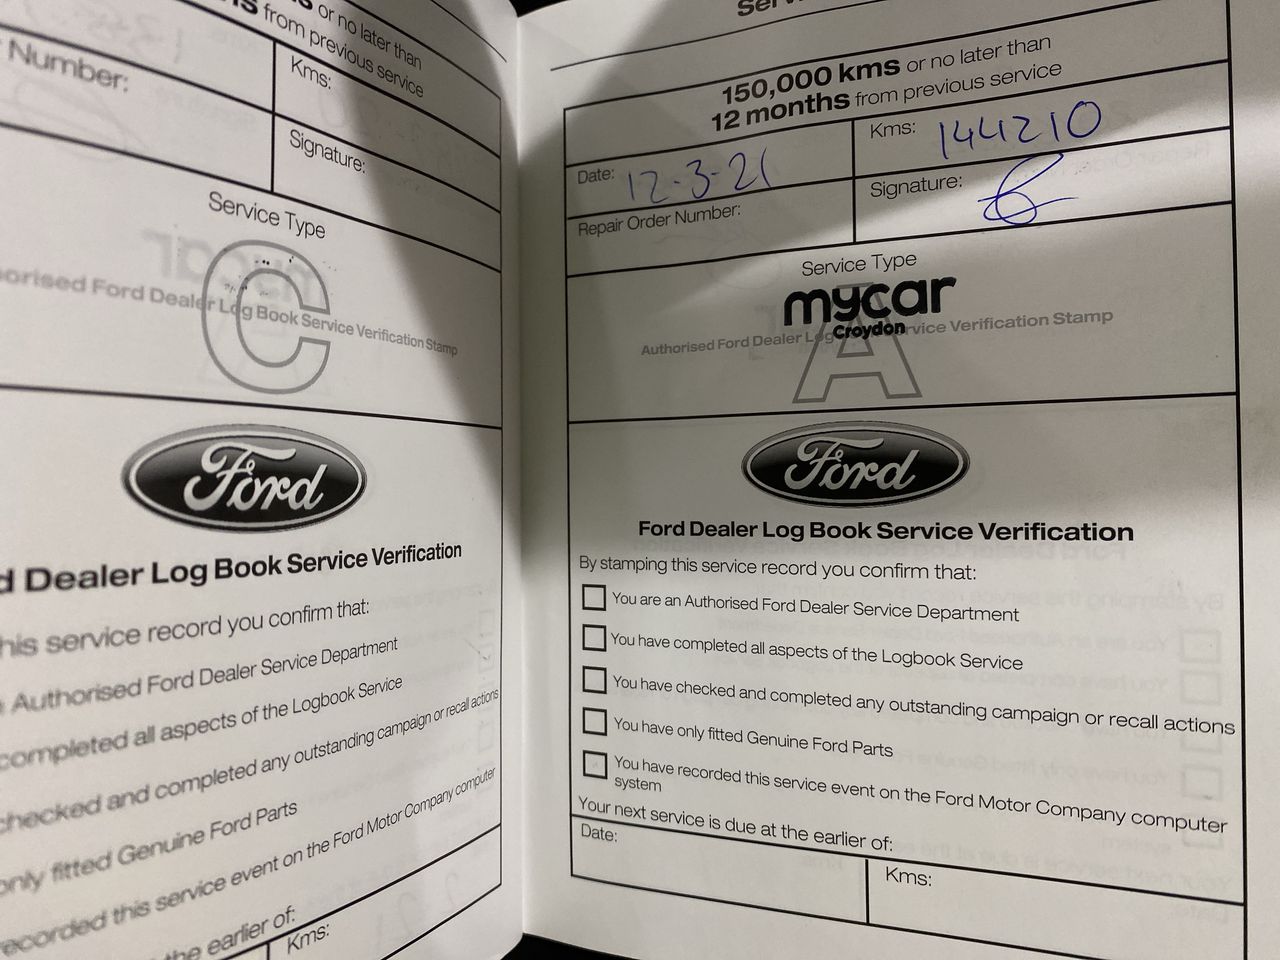 or no later than
from previous service
Number:
Kms:
Signature:
Service Type
C
Ford Dealer Log Book Service Verification Stamp
Ford
Dealer Log Book Service Verification
this service record you confirm that:
Authorised Ford Dealer Service Department
completed all aspects of the Logbook Service
checked and completed any outstanding campaign or recall actions
only fitted Genuine Ford Parts
recorded this service event on the Ford Motor Company computer
the earlier of:
Kms:
150,000 kms or no later than
12 months from previous service
Date: 12-3-21
Kms: 144210
Repair Order Number:
Signature:
Service Type
mycar
Croydon
A
Authorised Ford Dealer Service Verification Stamp
Ford
Ford Dealer Log Book Service Verification
By stamping this service record you confirm that:
You are an Authorised Ford Dealer Service Department
You have completed all aspects of the Logbook Service
You have checked and completed any outstanding campaign or recall actions
You have only fitted Genuine Ford Parts
You have recorded this service event on the Ford Motor Company computer
system
Your next service is due at the earlier of:
Date:
Kms: